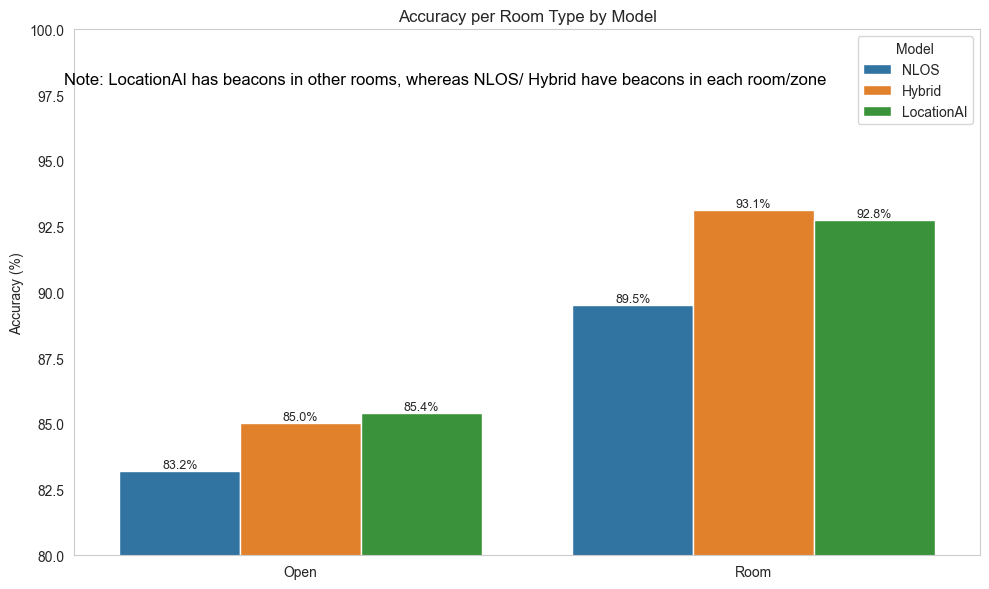 Accuracy per Room Type by Model
Note: LocationAI has beacons in other rooms, whereas NLOS/ Hybrid have beacons in each room/zone
Model
NLOS
Hybrid
LocationAI
Accuracy (%)
100.0
97.5
95.0
92.5
90.0
87.5
85.0
82.5
80.0
83.2%
85.0%
85.4%
89.5%
93.1%
92.8%
Open
Room